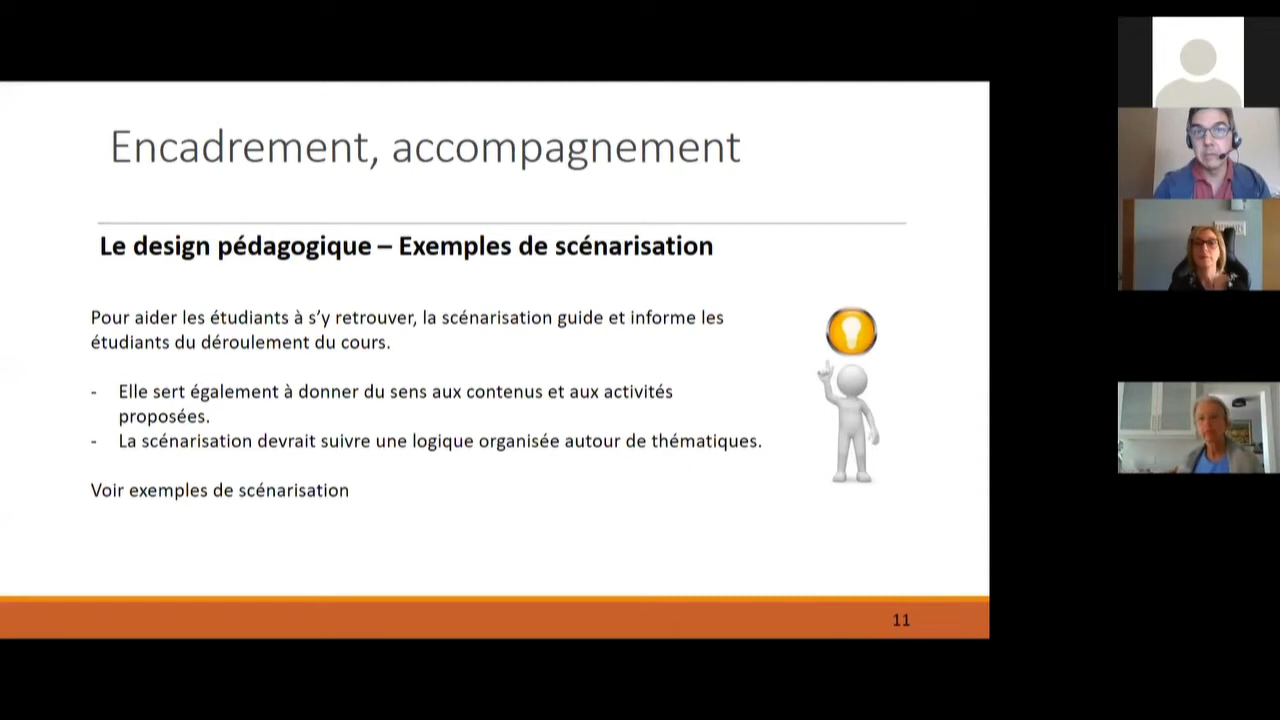 Encadrement, accompagnement
Le design pédagogique – Exemples de scénarisation
Pour aider les étudiants à s’y retrouver, la scénarisation guide et informe les
étudiants du déroulement du cours.
- Elle sert également à donner du sens aux contenus et aux activités
proposées.
- La scénarisation devrait suivre une logique organisée autour de thématiques.
Voir exemples de scénarisation
11